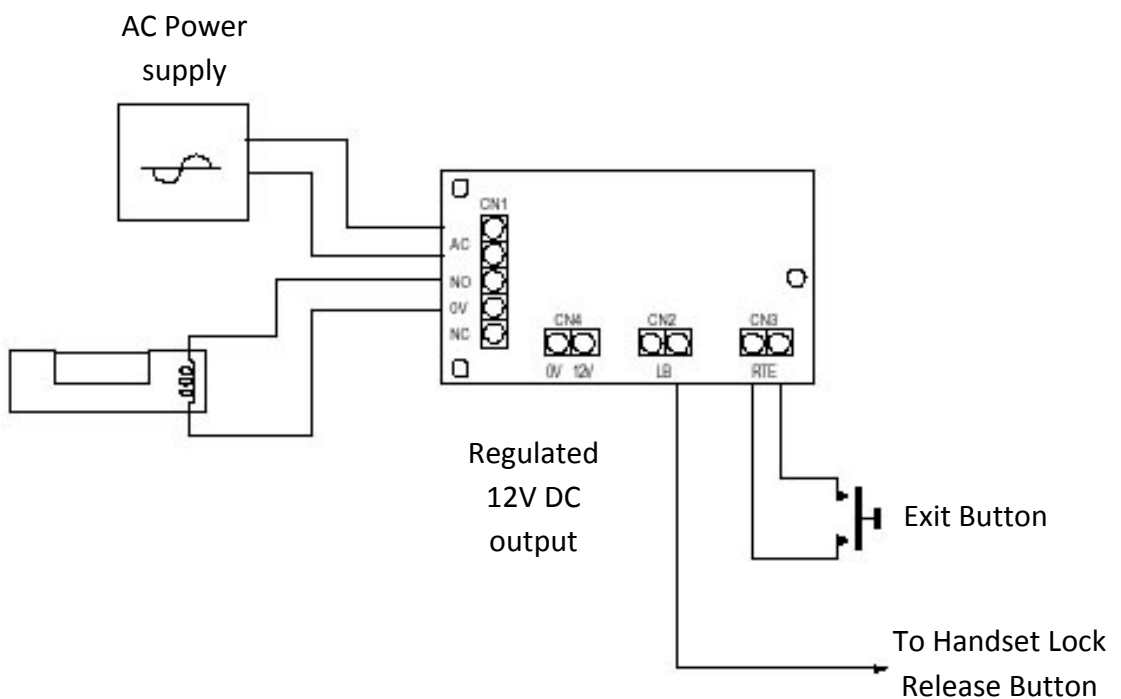 AC Power
supply
CN1
AC
NO
0V
NC
CN4
CN2
CN3
0V 12V
LB
RTE
Regulated
12V DC
output
Exit Button
To Handset Lock
Release Button